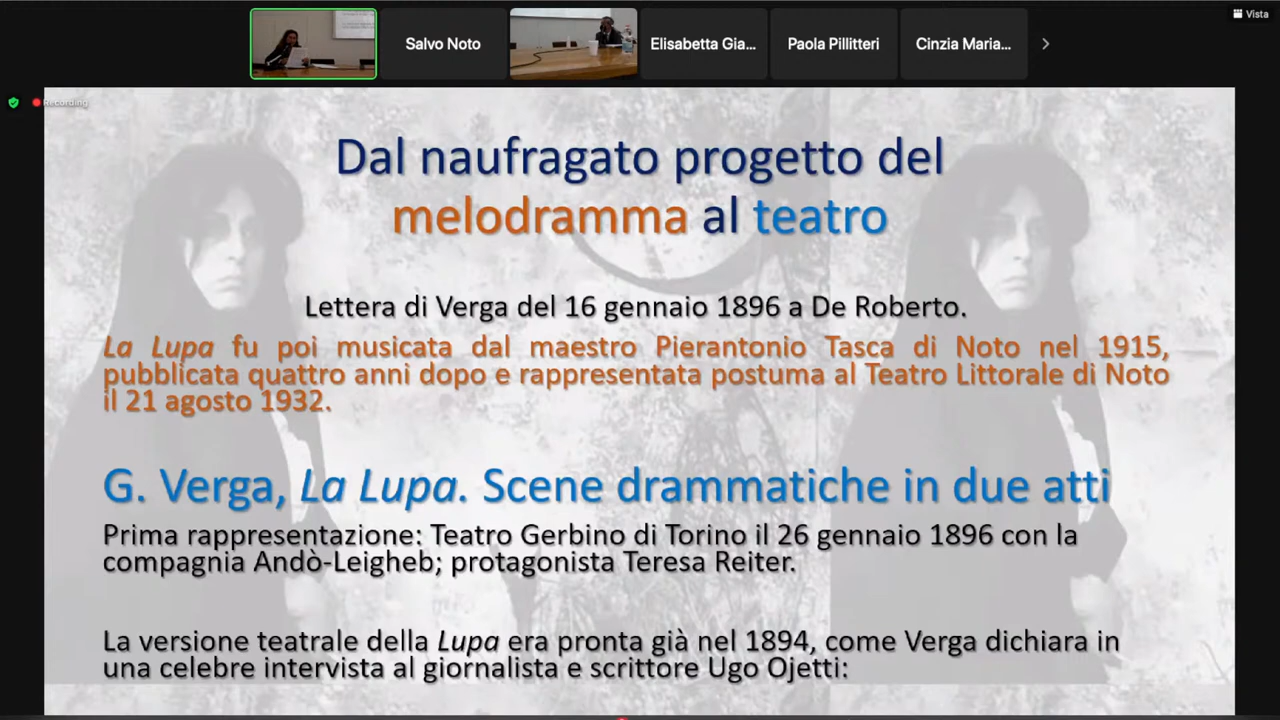 Vista
Salvo Noto
Elisabetta Gia...
Paola Pillitteri
Cinzia Maria...
Recording
Dal naufragato progetto del
melodramma al teatro
Lettera di Verga del 16 gennaio 1896 a De Roberto.
La Lupa fu poi musicata dal maestro Pierantonio Tasca di Noto nel 1915,
pubblicata quattro anni dopo e rappresentata postuma al Teatro Littorale di Noto
il 21 agosto 1932.
G. Verga, La Lupa. Scene drammatiche in due atti
Prima rappresentazione: Teatro Gerbino di Torino il 26 gennaio 1896 con la
compagnia Andò-Leigheb; protagonista Teresa Reiter.
La versione teatrale della Lupa era pronta già nel 1894, come Verga dichiara in
una celebre intervista al giornalista e scrittore Ugo Ojetti: